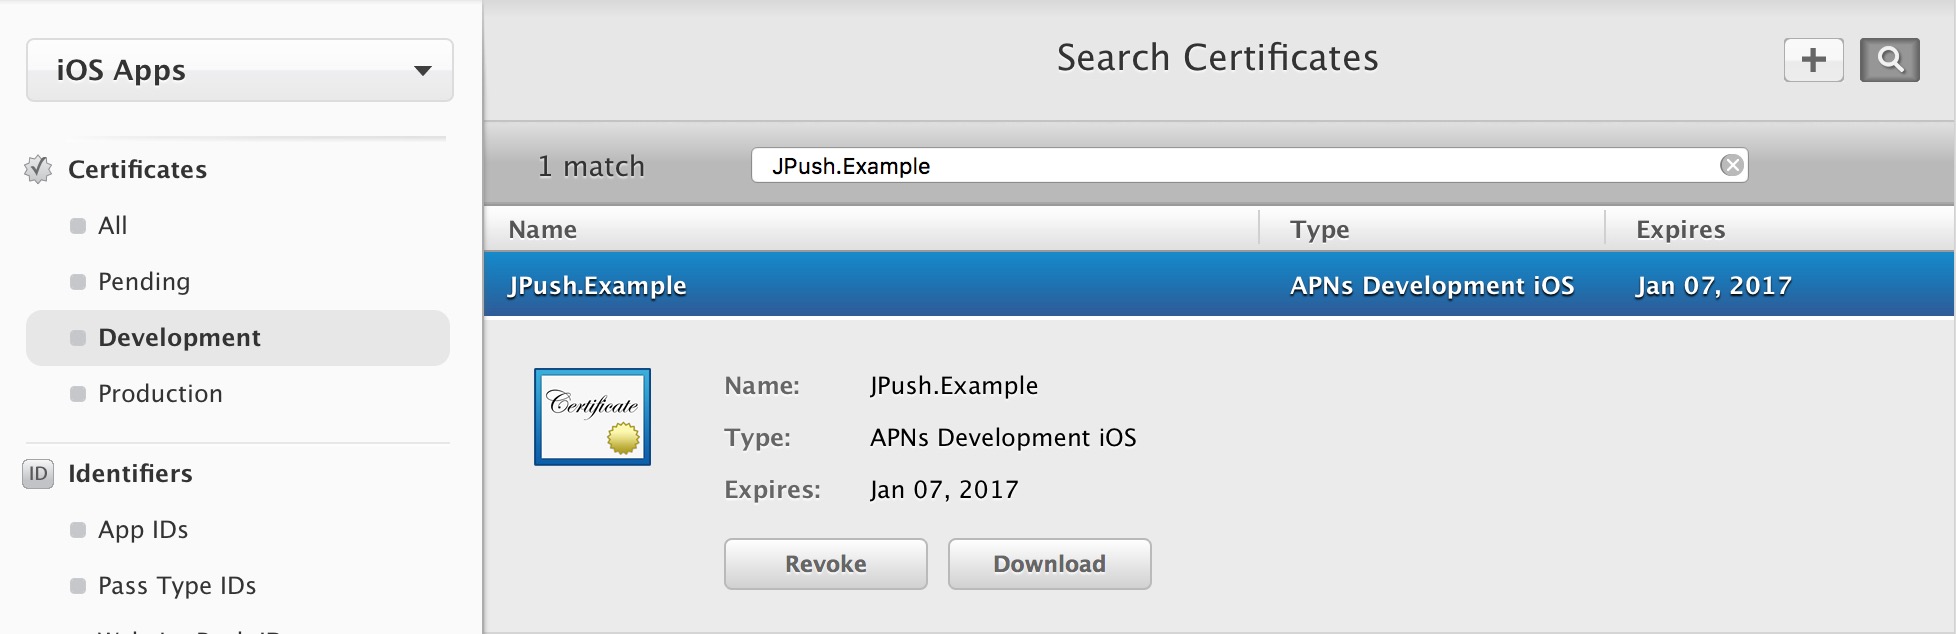 iOS Apps
Certificates
All
Pending
Development
Production
ID Identifiers
App IDs
Pass Type IDs
Search Certificates
1 match JPush.Example
Name Type Expires
JPush.Example APNs Development iOS Jan 07, 2017
Certificate
Name: JPush.Example
Type: APNs Development iOS
Expires: Jan 07, 2017
Revoke Download